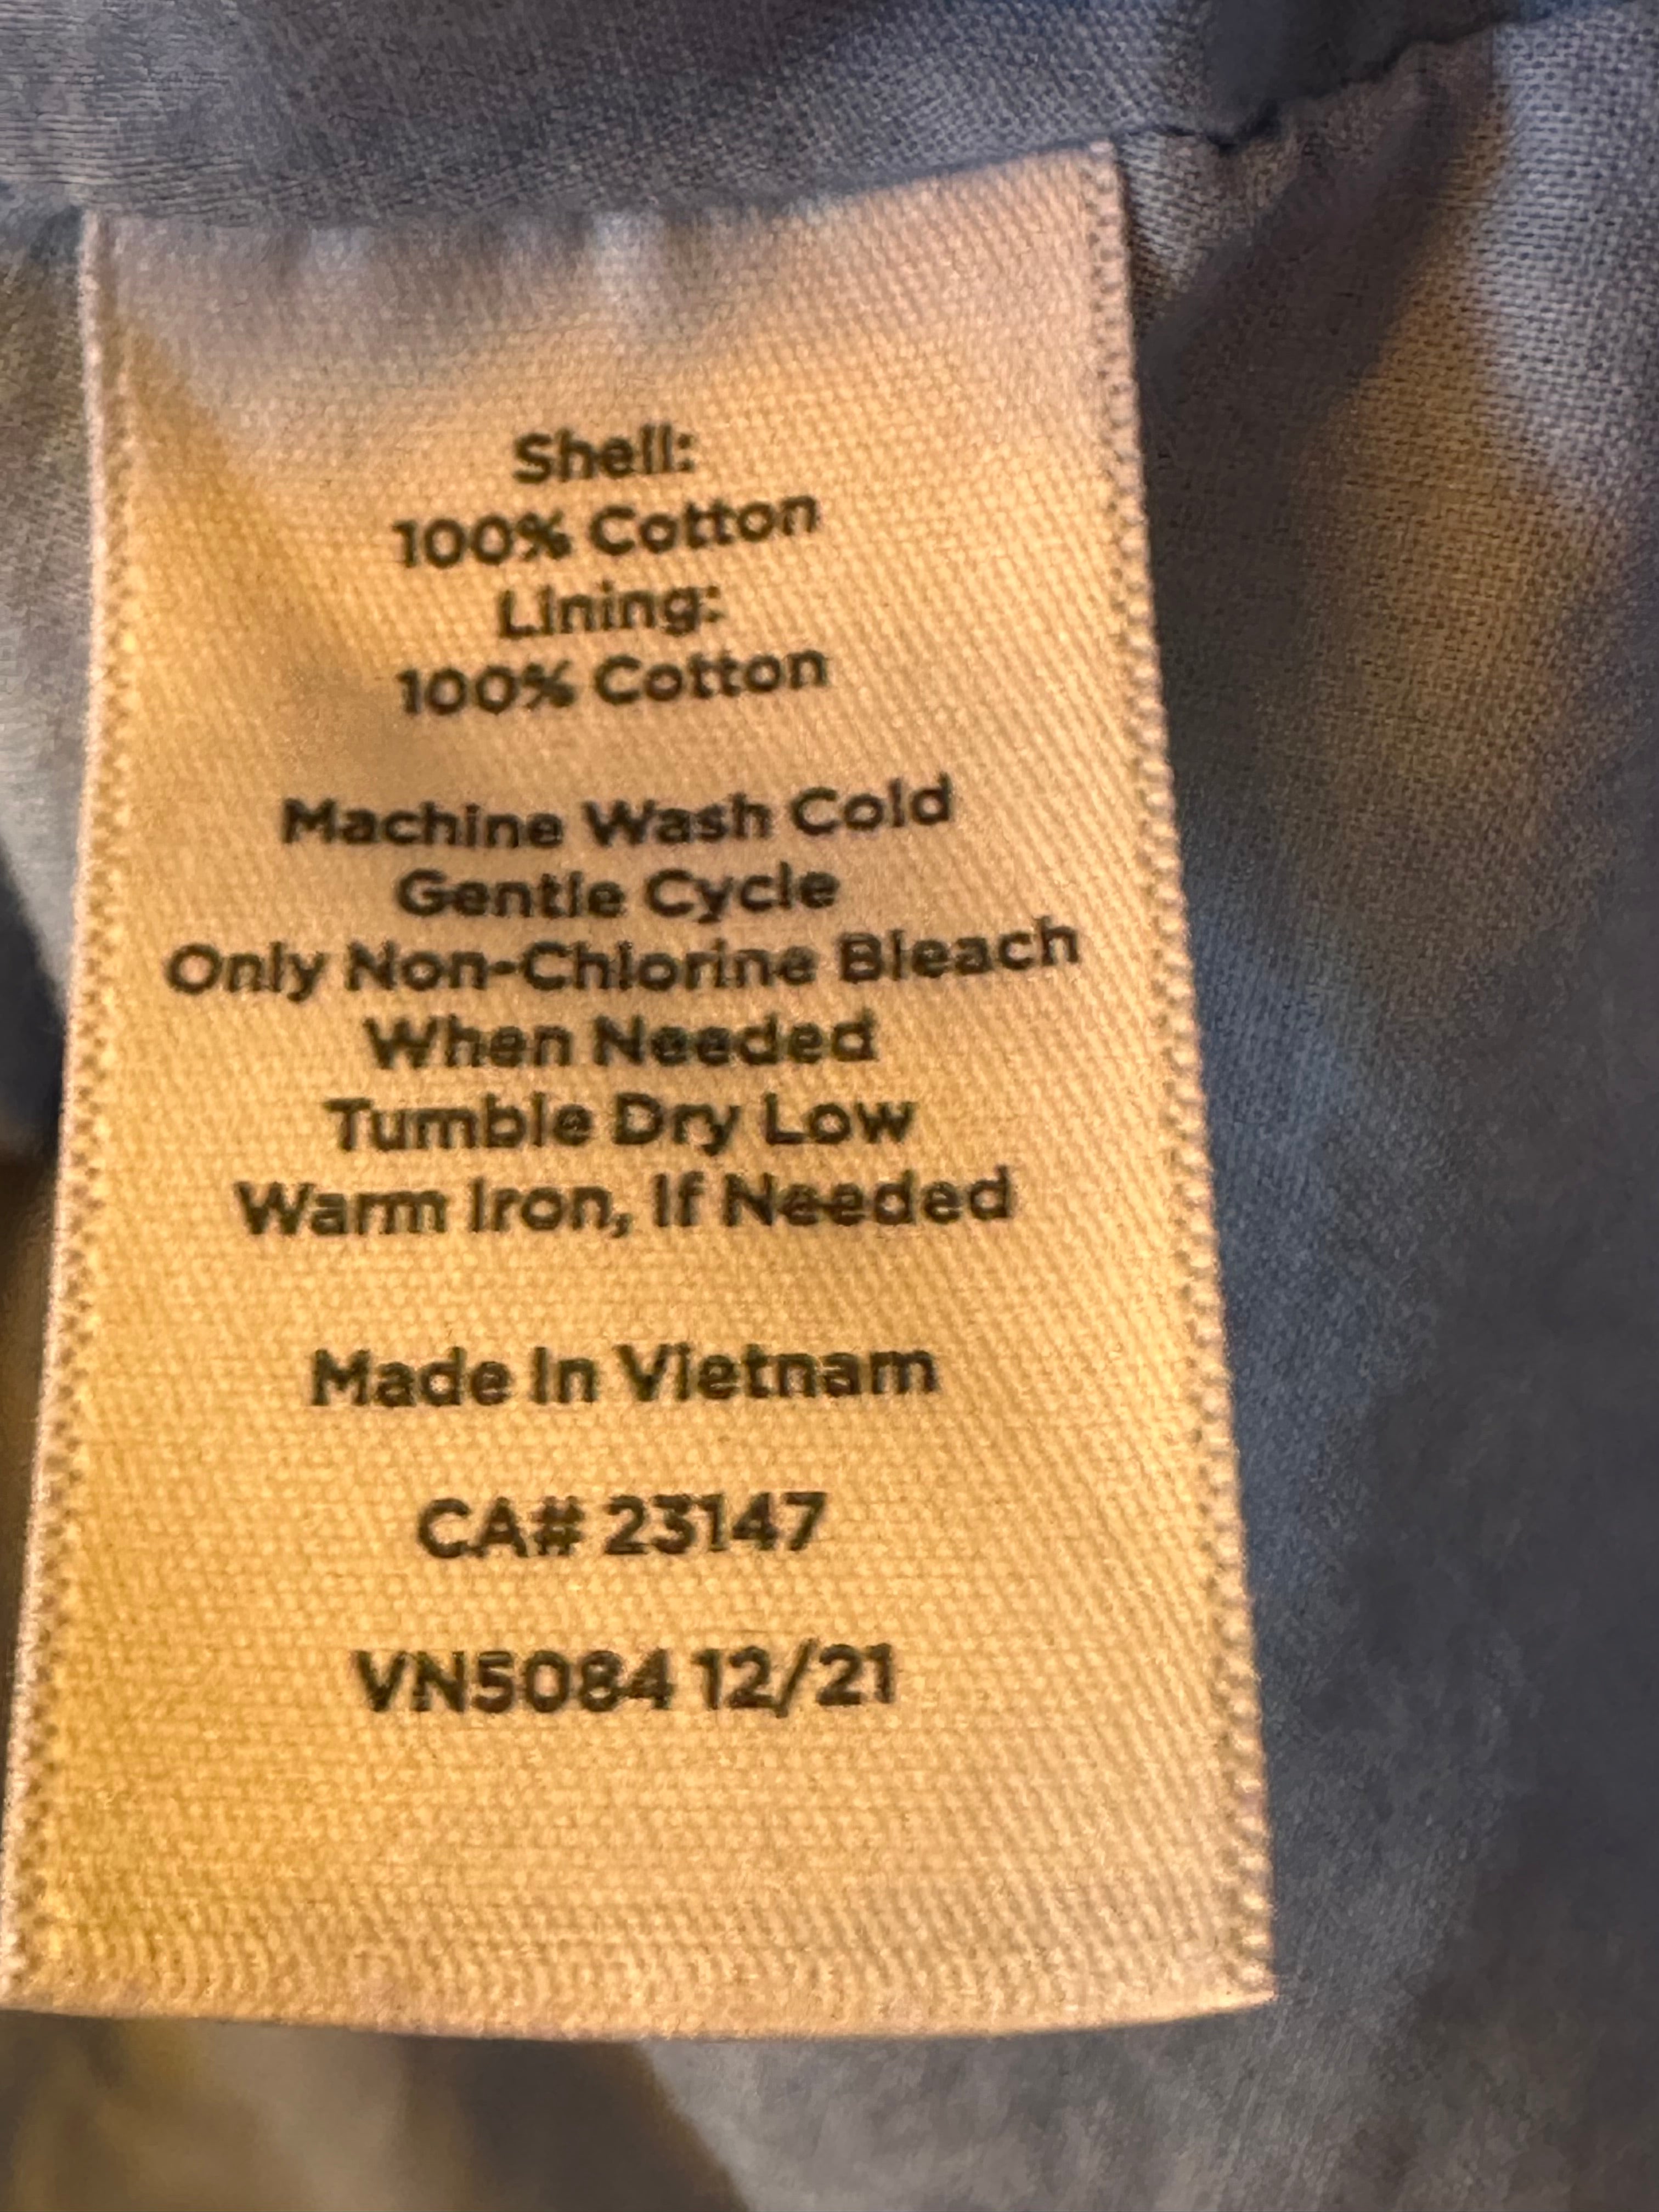 Shell:
100% Cotton
Lining:
100% Cotton
Machine Wash Cold
Gentle Cycle
Only Non-Chlorine Bleach
When Needed
Tumble Dry Low
Warm Iron, If Needed
Made In Vietnam
CA# 23147
VN5084 12/21